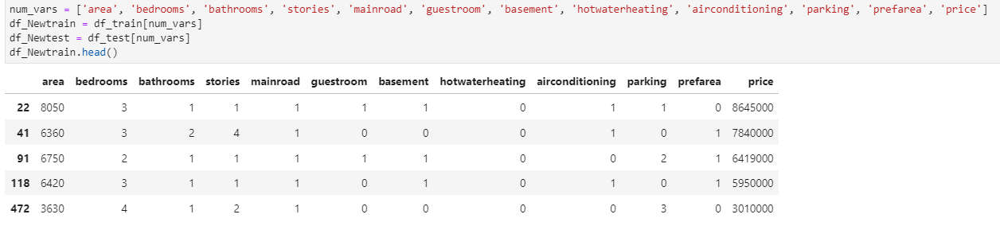 num_vars = ['area', 'bedrooms', 'bathrooms', 'stories', 'mainroad', 'guestroom', 'basement', 'hotwaterheating', 'airconditioning', 'parking', 'prefarea', 'price']
df_Newtrain = df_train[num_vars]
df_Newtest = df_test[num_vars]
df_Newtrain.head()
area bedrooms bathrooms stories mainroad guestroom basement hotwaterheating airconditioning parking prefarea price
22 8050 3 1 1 1 1 1 0 1 1 0 8645000
41 6360 3 2 4 1 0 0 0 1 0 1 7840000
91 6750 2 1 1 1 1 1 0 0 2 1 6419000
118 6420 3 1 1 1 0 1 0 1 0 1 5950000
472 3630 4 1 2 1 0 0 0 0 3 0 3010000